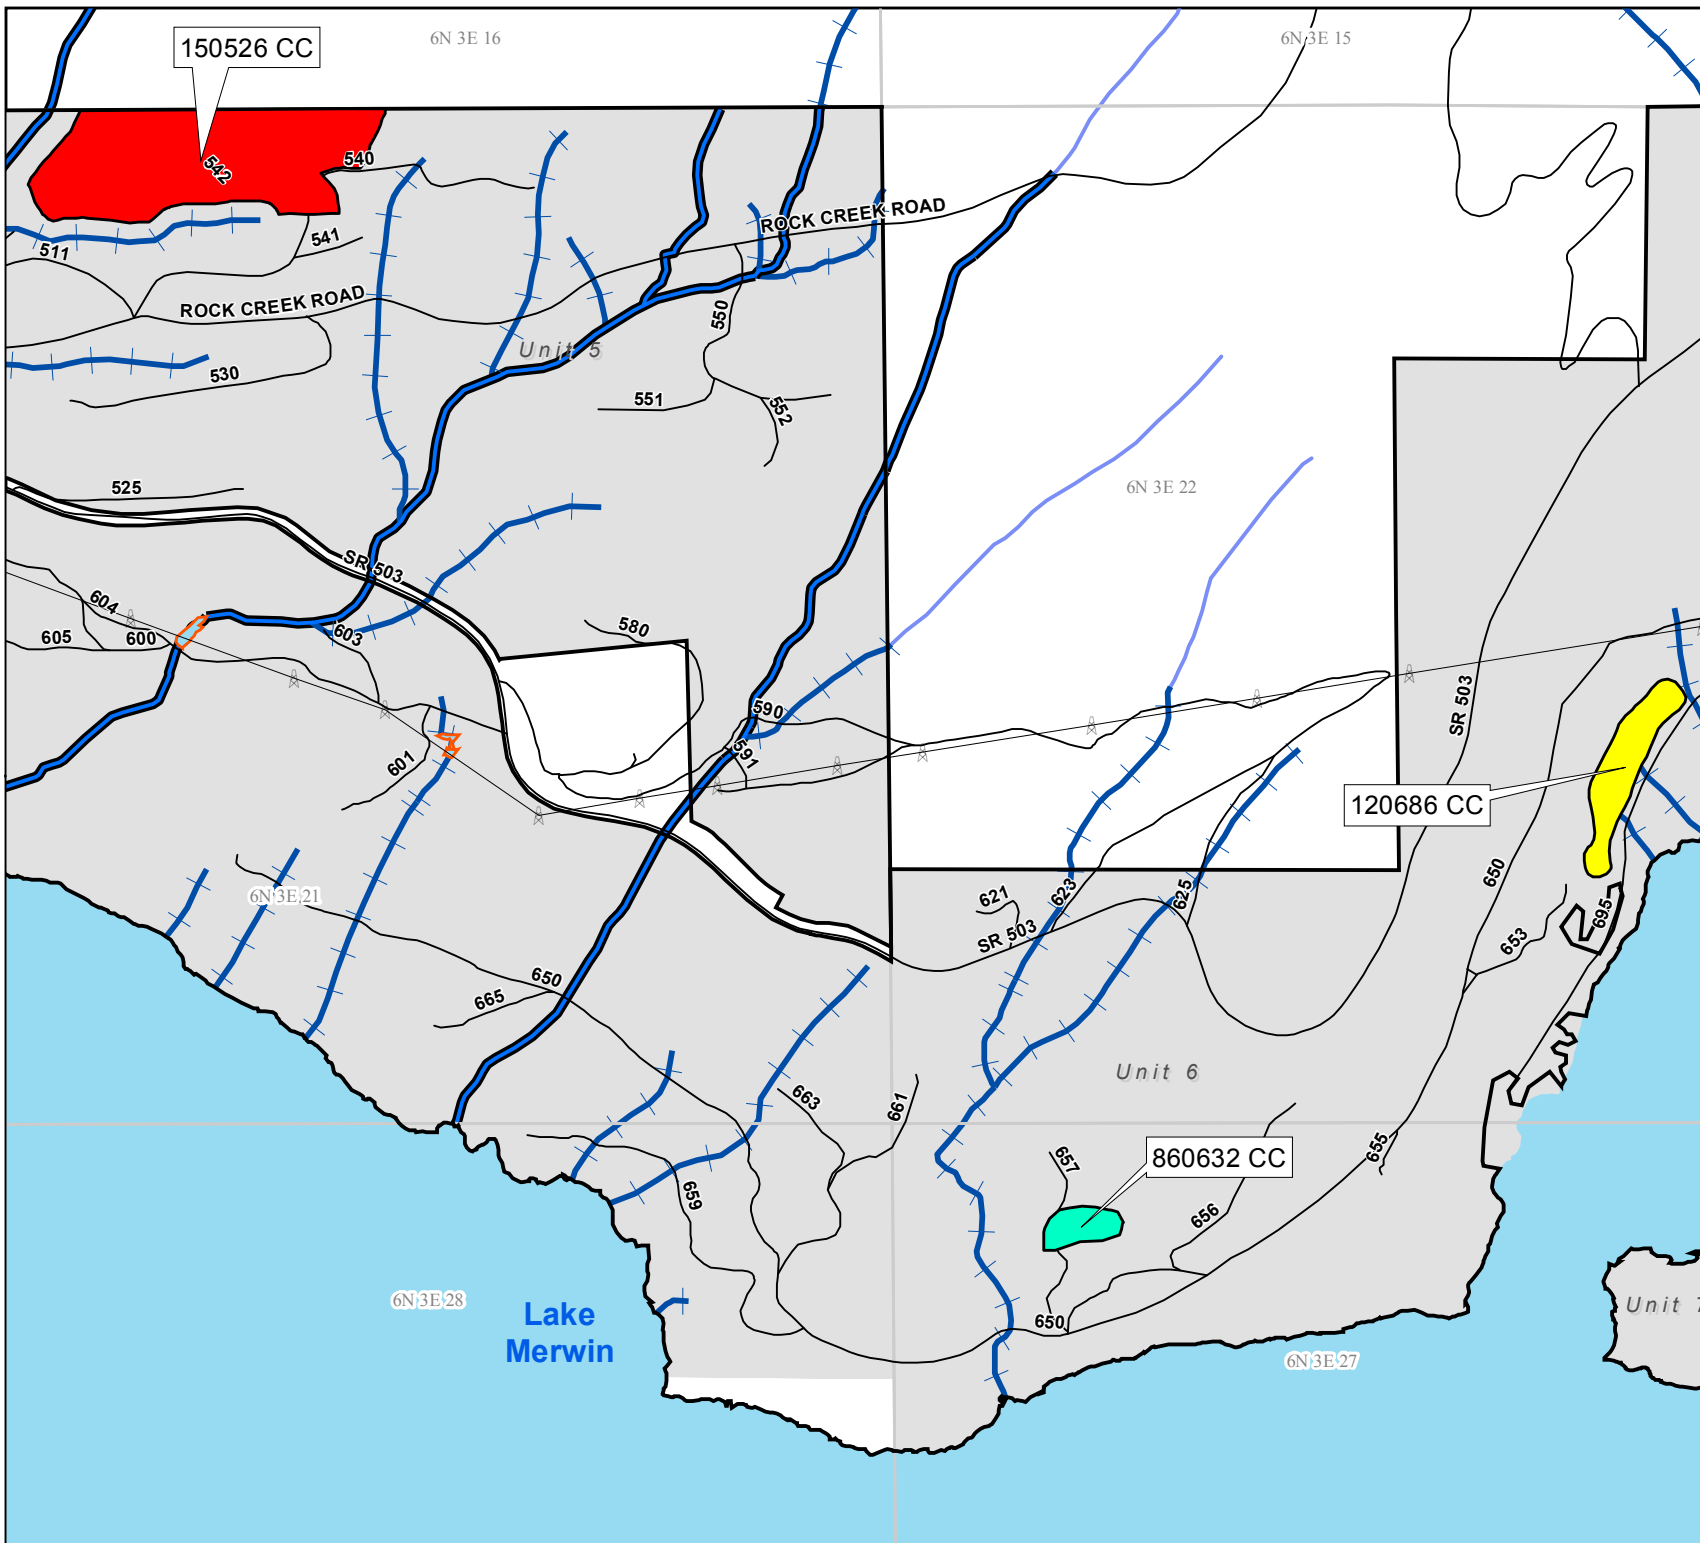 6N 3E 16
6N 3E 15
150526 CC
542
540
541
511
ROCK CREEK ROAD
ROCK CREEK ROAD
550
Unit 5
530
551
552
525
6N 3E 22
SR 503
604
605
600
603
580
590
591
601
SR 503
120686 CC
650
621
623
625
SR 503
695
653
6N 3E 21
650
665
663
661
Unit 6
655
657
860632 CC
659
656
6N 3E 28
Lake
Merwin
650
6N 3E 27
Unit 7